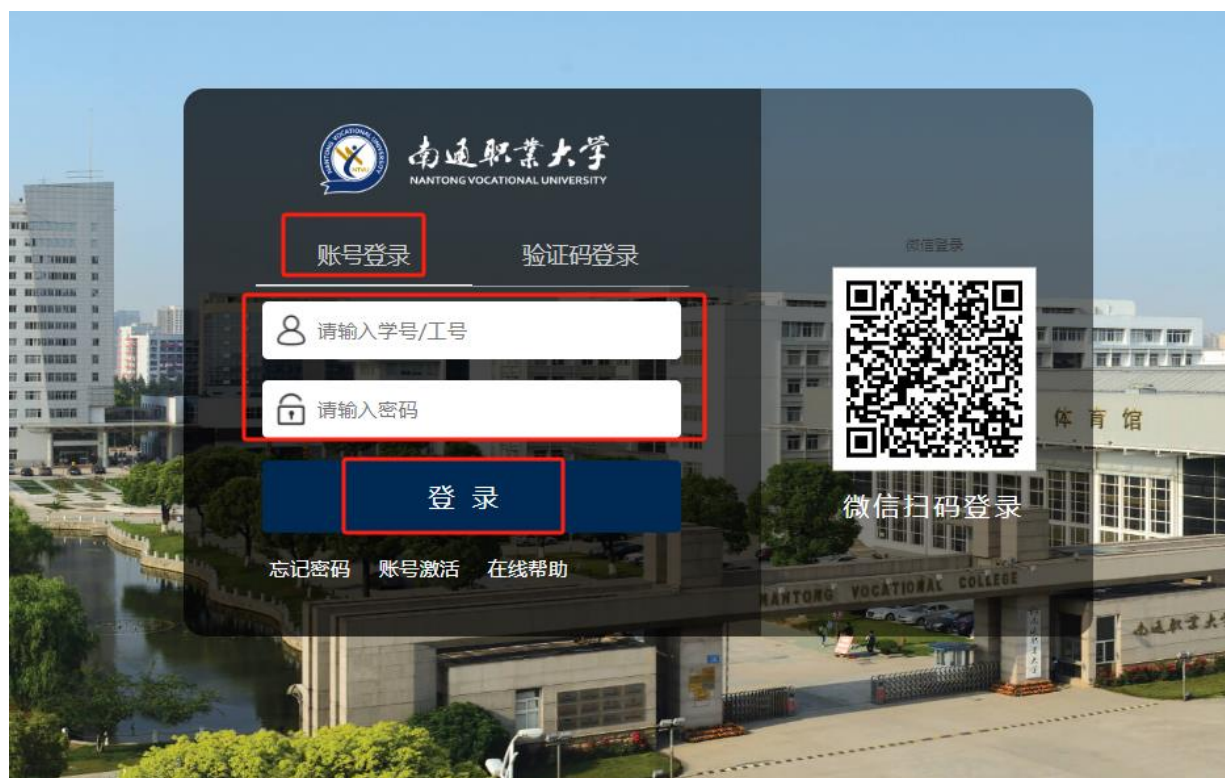 南通职业大学
NANTONG VOCATIONAL UNIVERSITY
NTVU
账号登录
验证码登录
请输入学号/工号
请输入密码
登 录
忘记密码 账号激活 在线帮助
微信登录
微信扫码登录
体育馆
NANTONG VOCATIONAL COLLEGE
南通职业大学